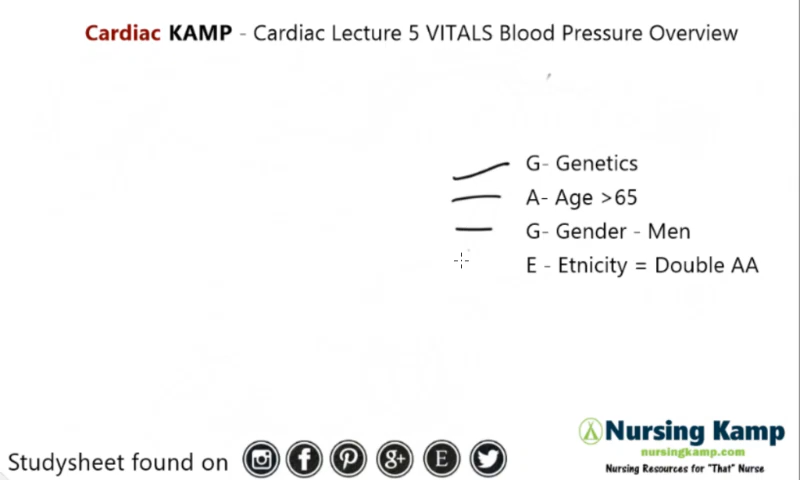 Cardiac KAMP - Cardiac Lecture 5 VITALS Blood Pressure Overview
G- Genetics
A- Age >65
G- Gender - Men
E - Etnicity = Double AA
Nursing Kamp
nursingkamp.com
Nursing Resources for "That" Nurse
Studysheet found on